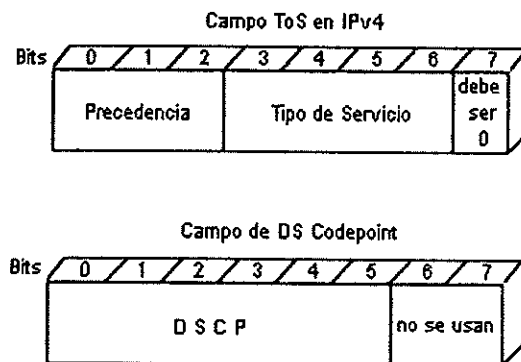 Campo ToS en IPv4
Bits 0 1 2 3 4 5 6 7
Precedencia Tipo de Servicio debe ser 0
Campo de DS Codepoint
Bits 0 1 2 3 4 5 6 7
D S C P no se usan